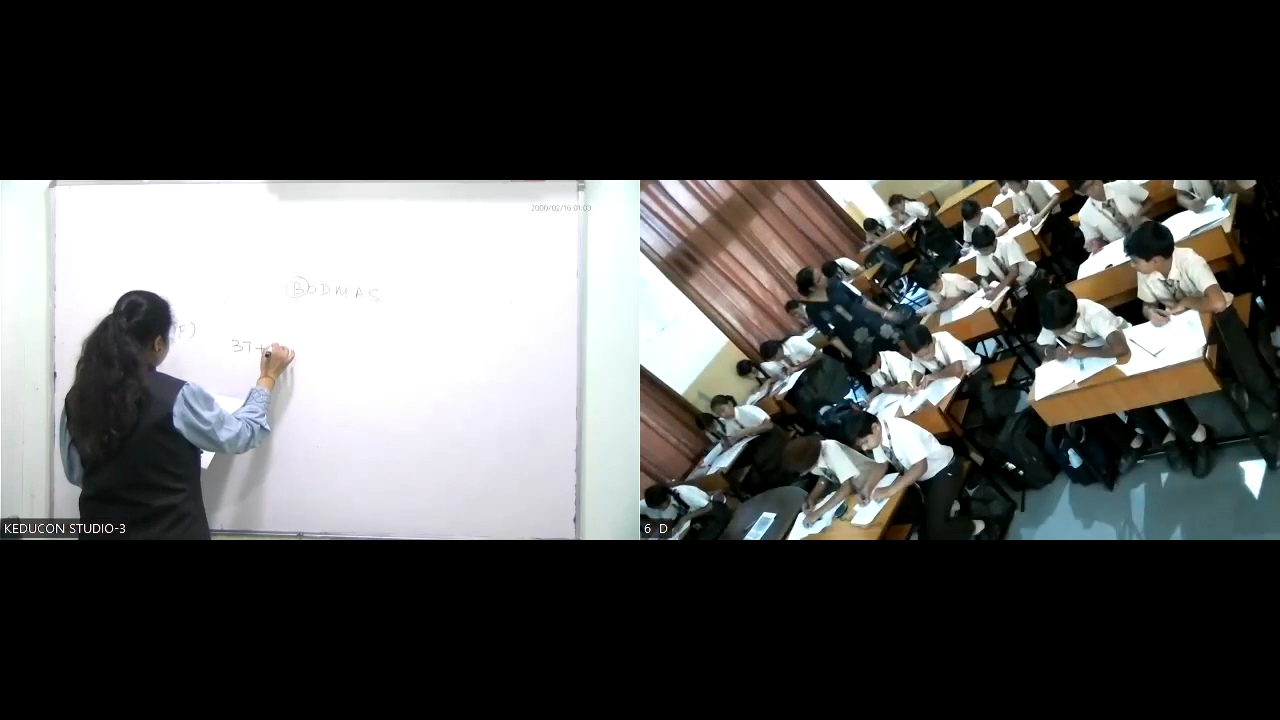 2000/02/16 01:03
BODMAS
F)
37+
KEDUCON STUDIO-3
6 D